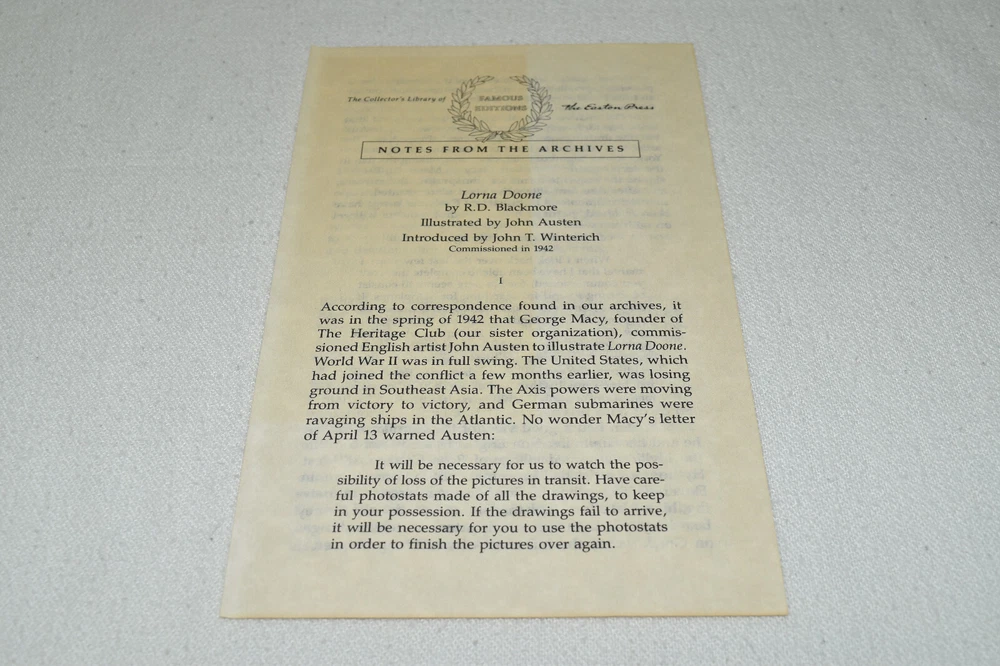 The Collector's Library of
FAMOUS
EDITIONS
The Easton Press
NOTES FROM THE ARCHIVES
Lorna Doone
by R.D. Blackmore
Illustrated by John Austen
Introduced by John T. Winterich
Commissioned in 1942
I
According to correspondence found in our archives, it
was in the spring of 1942 that George Macy, founder of
The Heritage Club (our sister organization), commis-
sioned English artist John Austen to illustrate Lorna Doone.
World War II was in full swing. The United States, which
had joined the conflict a few months earlier, was losing
ground in Southeast Asia. The Axis powers were moving
from victory to victory, and German submarines were
ravaging ships in the Atlantic. No wonder Macy's letter
of April 13 warned Austen:
It will be necessary for us to watch the pos-
sibility of loss of the pictures in transit. Have care-
ful photostats made of all the drawings, to keep
in your possession. If the drawings fail to arrive,
it will be necessary for you to use the photostats
in order to finish the pictures over again.